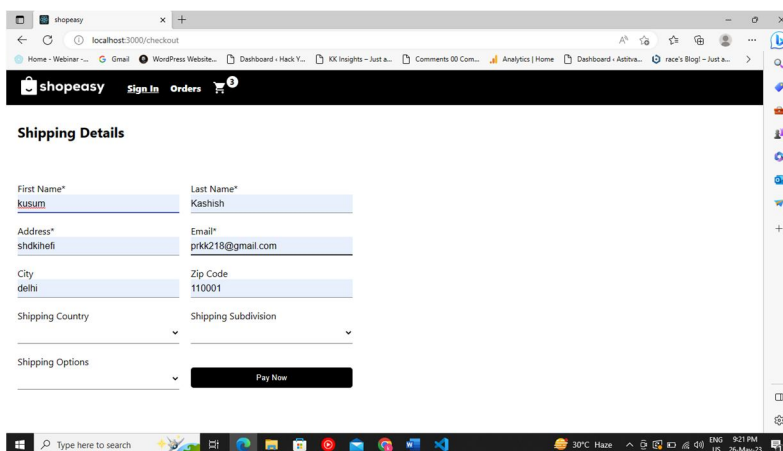 shopeasy
localhost:3000/checkout
Home - Webinar -... Gmail WordPress Website... Dashboard ‹ Hack Y... KK Insights – Just a... Comments 00 Com... Analytics | Home Dashboard ‹ Astitva... race's Blog! – Just a...
shopeasy Sign In Orders 3
Shipping Details
First Name* Last Name*
kusum Kashish
Address* Email*
shdkihefi prkk218@gmail.com
City Zip Code
delhi 110001
Shipping Country Shipping Subdivision
Shipping Options
Pay Now
Type here to search 30°C Haze ENG 9:21 PM
US 26-May-23